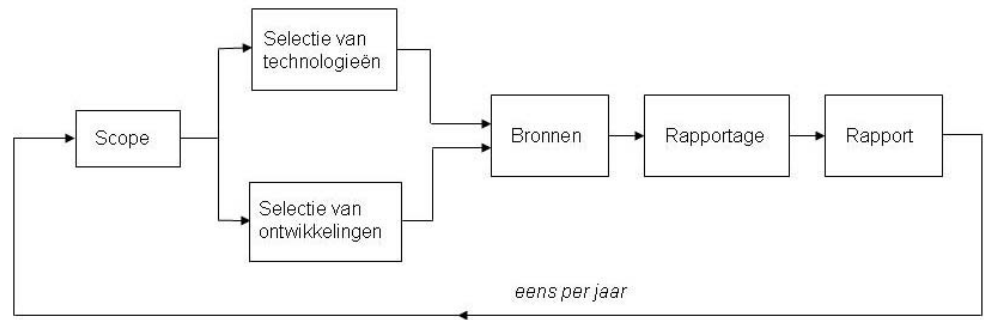 Selectie van
technologieën
Scope
Selectie van
ontwikkelingen
Bronnen
Rapportage
Rapport
eens per jaar